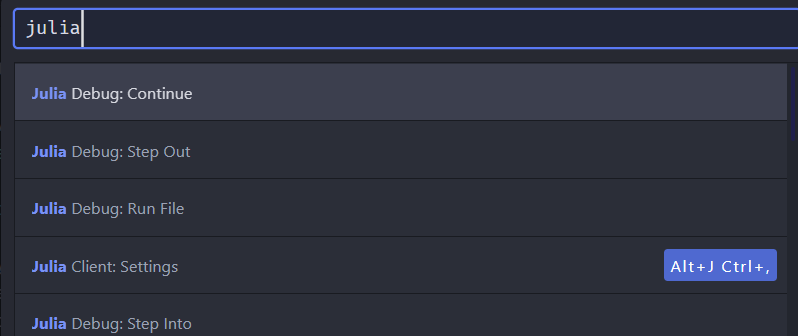 julia
Julia Debug: Continue
Julia Debug: Step Out
Julia Debug: Run File
Julia Client: Settings Alt+J Ctrl+,
Julia Debug: Step Into